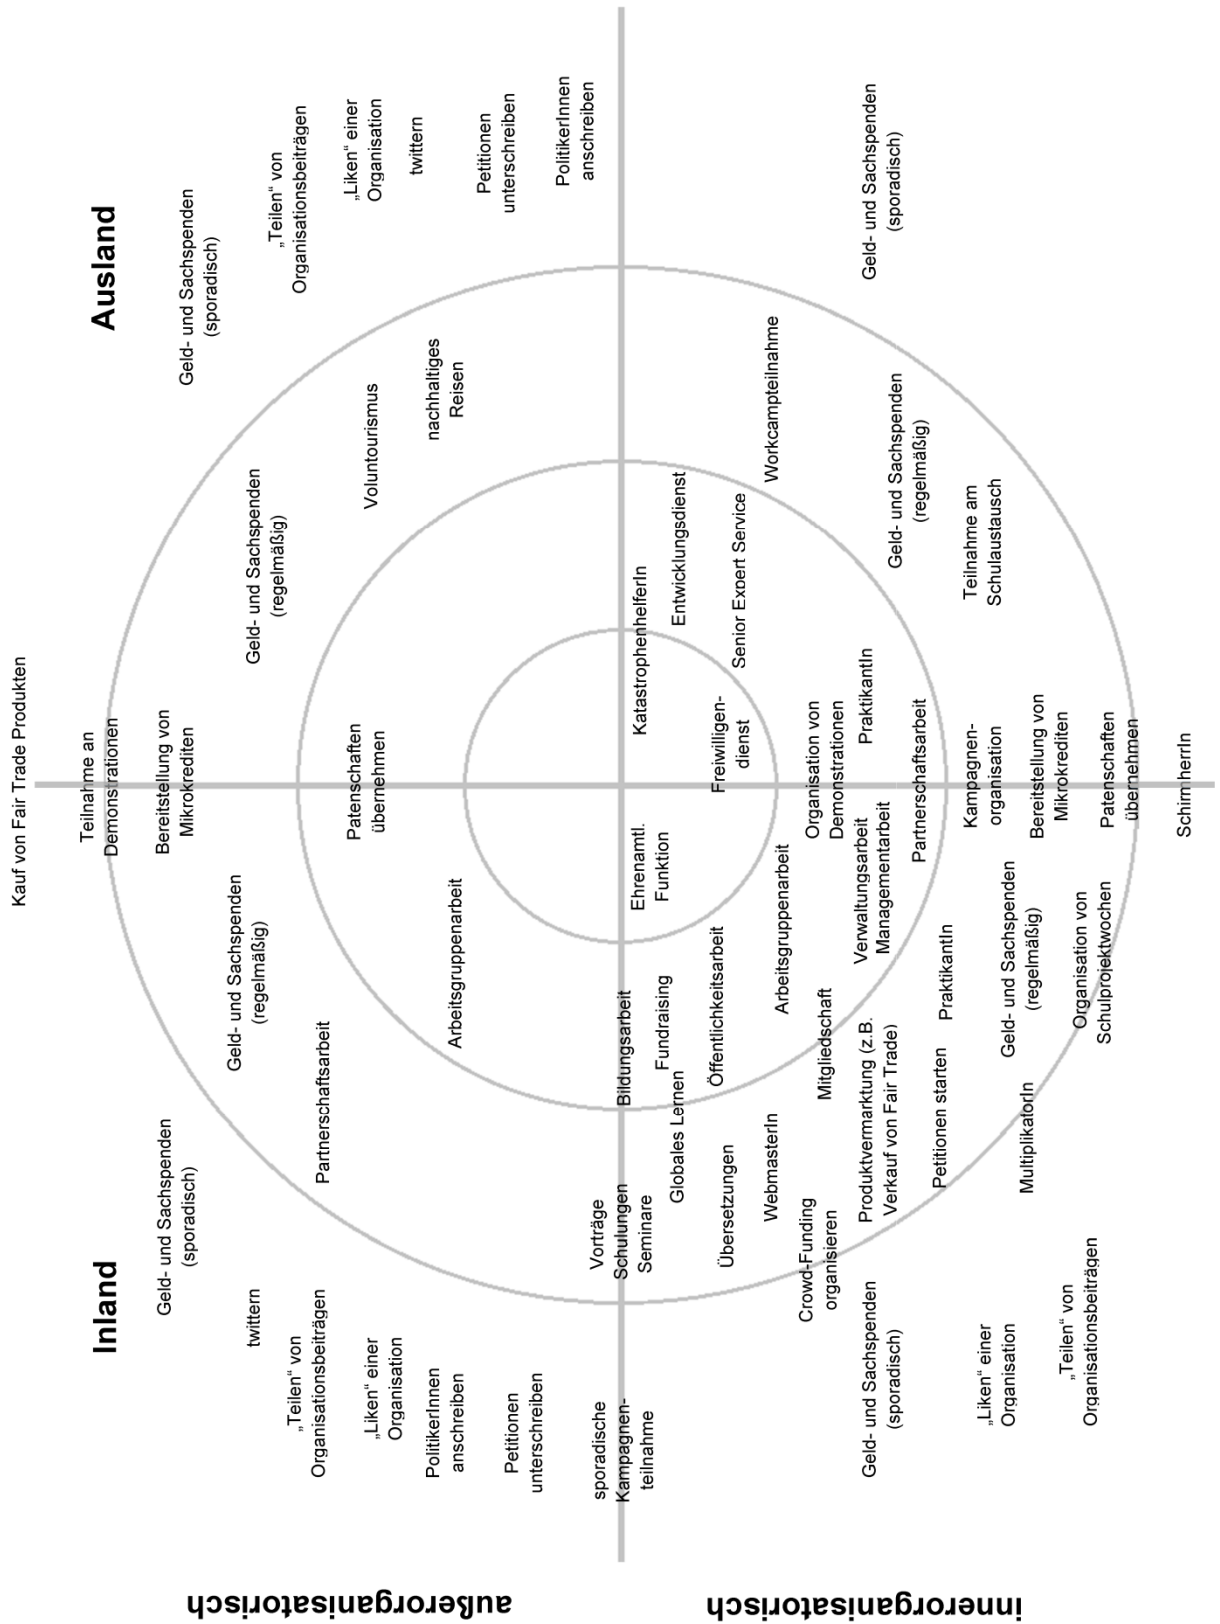 Kauf von Fair Trade Produkten
Inland
Ausland
Teilnahme an
Demonstrationen
Geld- und Sachspenden
(sporadisch)
Bereitstellung von
Mikrokrediten
Geld- und Sachspenden
(sporadisch)
außerorganisatorisch
twittern
Geld- und Sachspenden
(regelmäßig)
Geld- und Sachspenden
(regelmäßig)
„Teilen“ von
Organisationsbeiträgen
Partnerschaftsarbeit
„Teilen“ von
Organisationsbeiträgen
„Liken“ einer
Organisation
Patenschaften
übernehmen
Voluntourismus
„Liken“ einer
Organisation
twittern
PolitikerInnen
anschreiben
Arbeitsgruppenarbeit
nachhaltiges
Reisen
Petitionen
unterschreiben
Petitionen
unterschreiben
PolitikerInnen
anschreiben
sporadische
Kampagnen-
teilnahme
Vorträge
Schulungen
Seminare
Bildungsarbeit
Ehrenamtl.
Funktion
KatastrophenhelferIn
Fundraising
Globales Lernen
Entwicklungsdienst
innerorganisatorisch
Übersetzungen
Öffentlichkeitsarbeit
Freiwilligen-
dienst
Senior Expert Service
WebmasterIn
Arbeitsgruppenarbeit
Workcampteilnahme
Crowd-Funding
organisieren
Mitgliedschaft
Organisation von
Demonstrationen
Geld- und Sachspenden
(sporadisch)
Produktvermarktung (z.B.
Verkauf von Fair Trade)
Verwaltungsarbeit
Managementarbeit
PraktikantIn
Geld- und Sachspenden
(sporadisch)
Geld- und Sachspenden
(regelmäßig)
Partnerschaftsarbeit
Petitionen starten
PraktikantIn
Kampagnen-
organisation
Teilnahme am
Schulaustausch
„Liken“ einer
Organisation
Geld- und Sachspenden
(regelmäßig)
MultiplikatorIn
Bereitstellung von
Mikrokrediten
„Teilen“ von
Organisationsbeiträgen
Organisation von
Schulprojektwochen
Patenschaften
übernehmen
SchirmherrIn